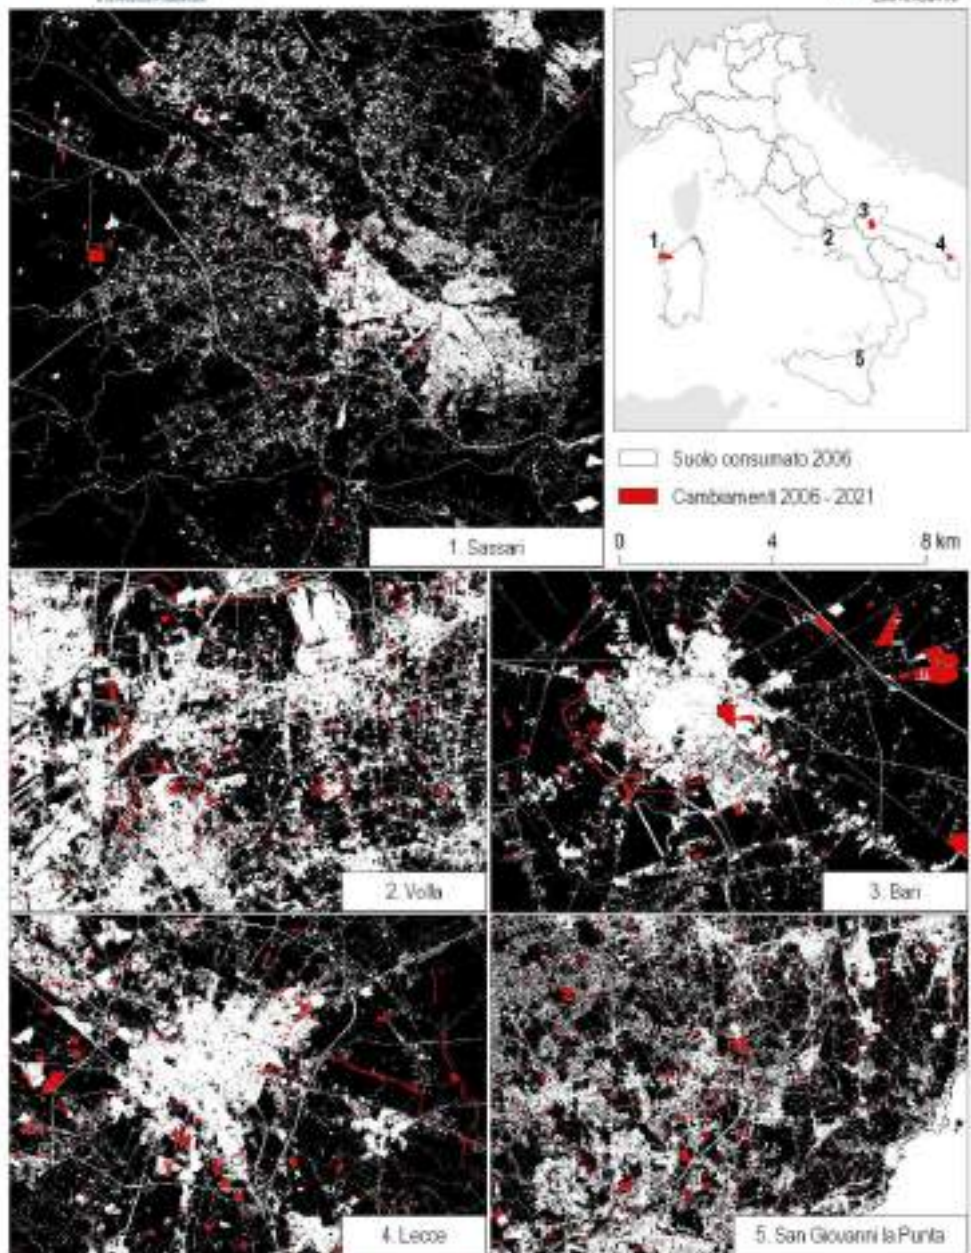 3
2
4
1
5
Suolo consumato 2006
Cambiamenti 2006 - 2021
0 4 8 km
1. Sassari
2. Volla
3. Bari
4. Lecce
5. San Giovanni la Punta